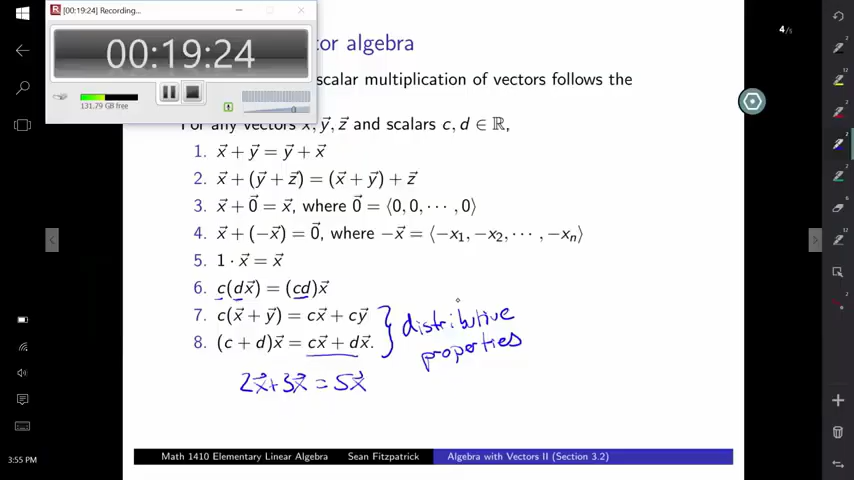 [00:19:24] Recording...
00:19:24
131.79 GB free
4/5
tor algebra
scalar multiplication of vectors follows the
For any vectors x⃗, y⃗, z⃗ and scalars c, d ∈ ℝ,
1. x⃗ + y⃗ = y⃗ + x⃗
2. x⃗ + (y⃗ + z⃗) = (x⃗ + y⃗) + z⃗
3. x⃗ + 0⃗ = x⃗, where 0⃗ = ⟨0, 0, ⋯ , 0⟩
4. x⃗ + (−x⃗) = 0⃗, where −x⃗ = ⟨−x₁, −x₂, ⋯ , −xₙ⟩
5. 1 · x⃗ = x⃗
6. c(dx⃗) = (cd)x⃗
7. c(x⃗ + y⃗) = cx⃗ + cy⃗
8. (c + d)x⃗ = cx⃗ + dx⃗.
distributive
properties
2x⃗+3x⃗ = 5x⃗
3:55 PM
Math 1410 Elementary Linear Algebra Sean Fitzpatrick Algebra with Vectors II (Section 3.2)